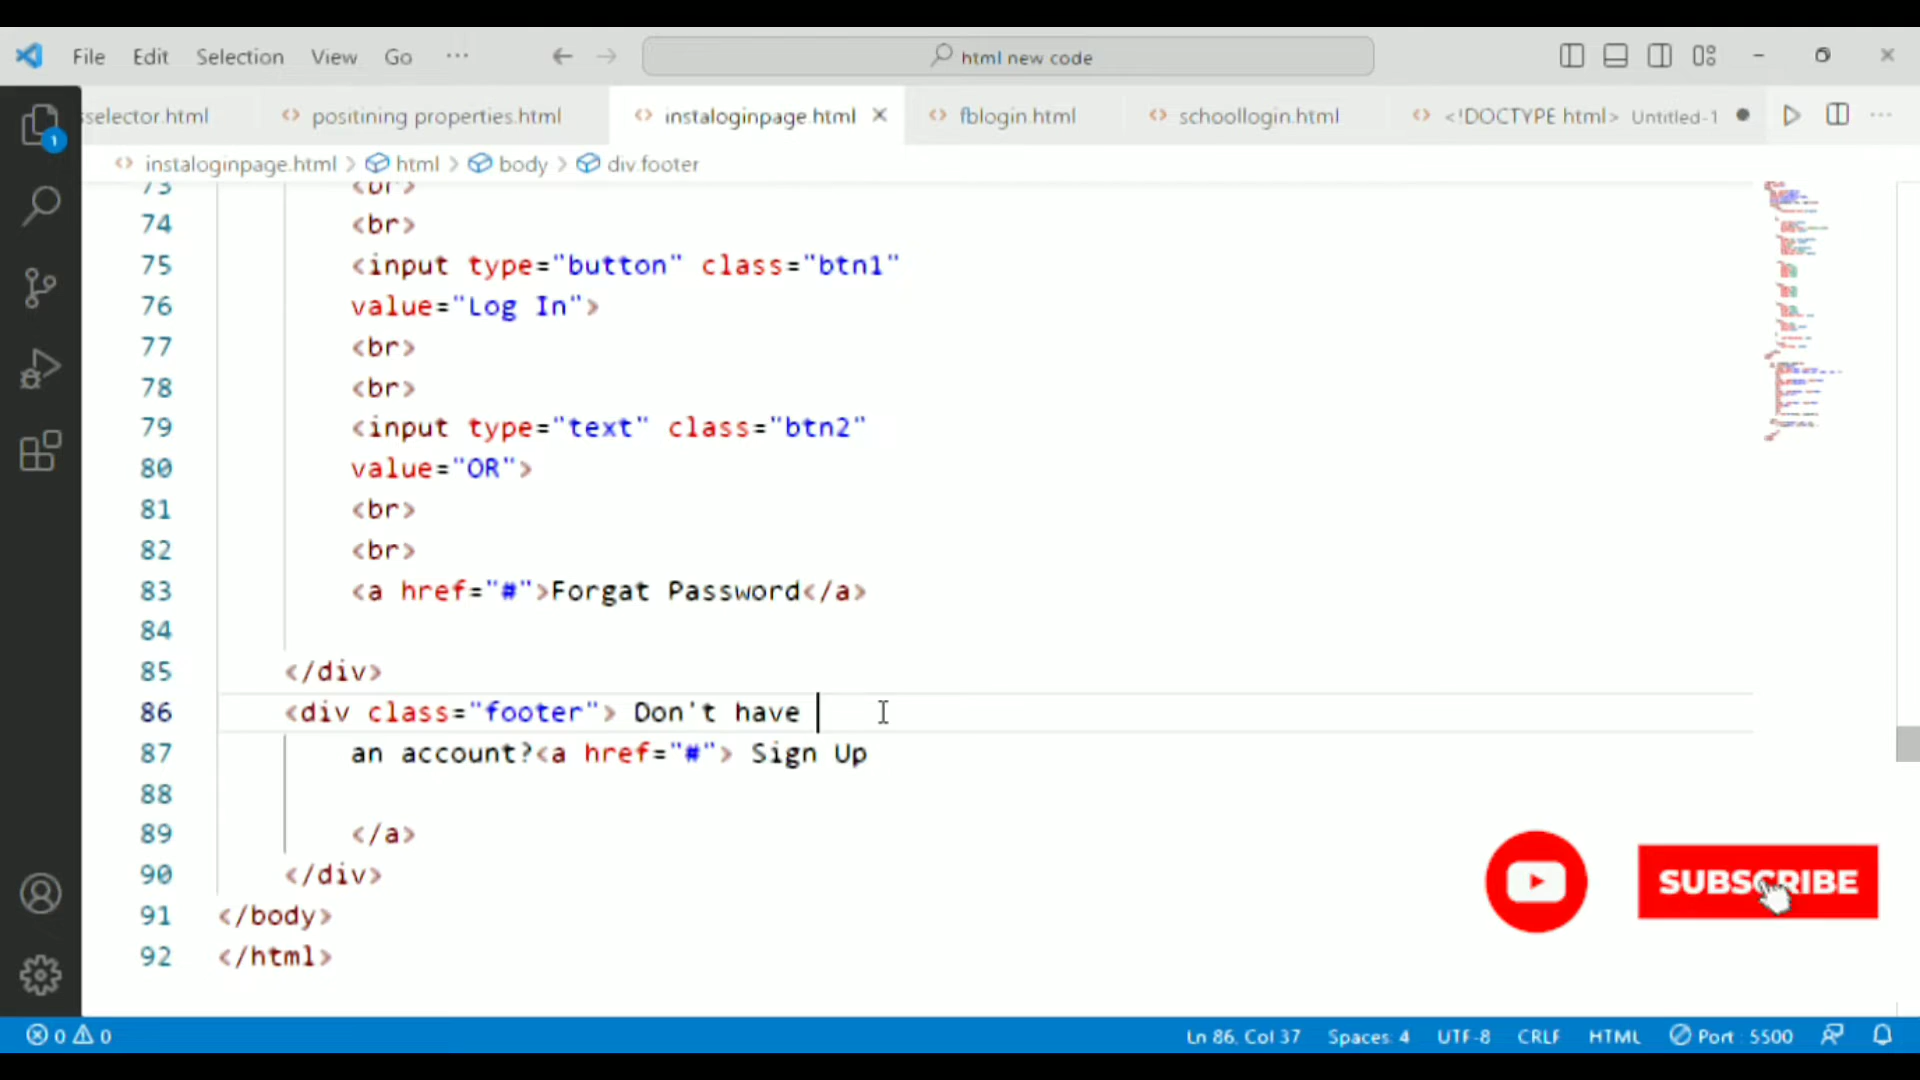 File Edit Selection View Go ··· html new code
selector.html positining properties.html instaloginpage.html fblogin.html schoollogin.html <!DOCTYPE html> Untitled-1
instaloginpage.html > html > body > div.footer
73 <br>
74 <br>
75 <input type="button" class="btn1"
76 value="Log In">
77 <br>
78 <br>
79 <input type="text" class="btn2"
80 value="OR">
81 <br>
82 <br>
83 <a href="#">Forgat Password</a>
84
85 </div>
86 <div class="footer"> Don't have
87 an account?<a href="#"> Sign Up
88
89 </a>
90 </div>
91 </body>
92 </html>
1
SUBSCRIBE
0 0 Ln 86, Col 37 Spaces: 4 UTF-8 CRLF HTML Port : 5500